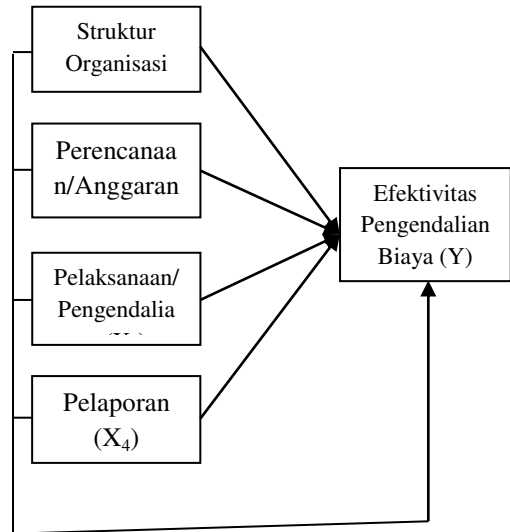 Struktur
Organisasi
Perencanaa
n/Anggaran
Pelaksanaan/
Pengendalia
Pelaporan
(X₄)
Efektivitas
Pengendalian
Biaya (Y)